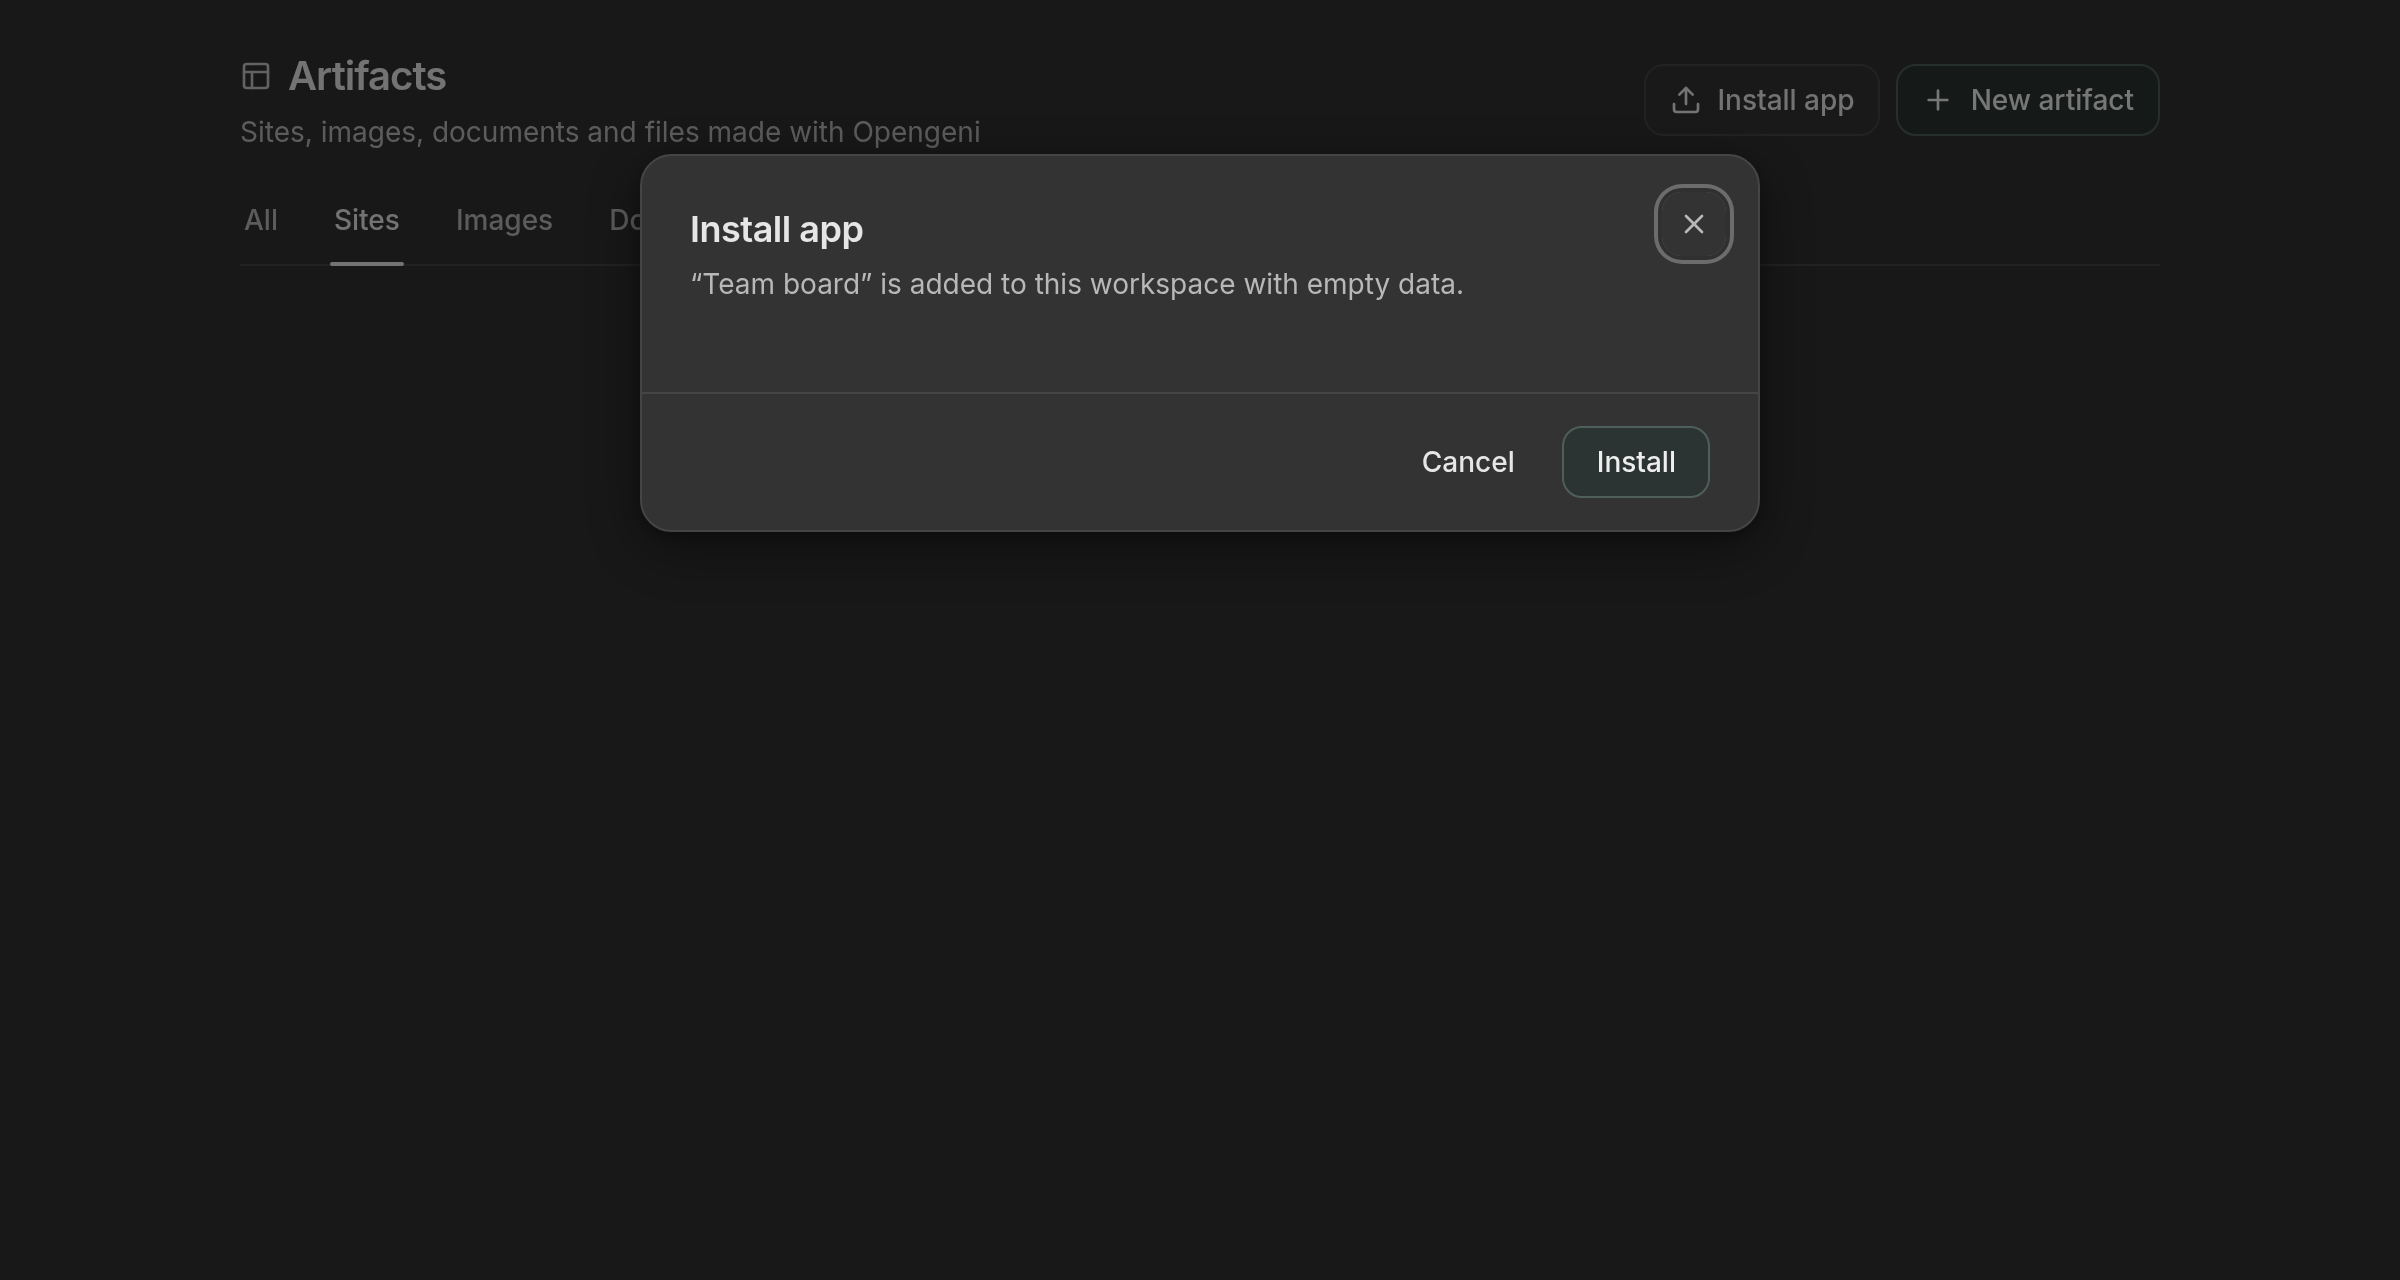 Artifacts
Sites, images, documents and files made with Opengeni
Install app
New artifact
All
Sites
Images
Install app
“Team board” is added to this workspace with empty data.
Cancel
Install